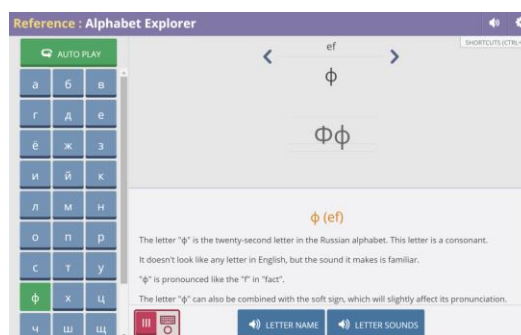 Reference : Alphabet Explorer
SHORTCUTS (CTRL+
AUTO PLAY
ef
ф
Фф
а б в
г д е
ё ж з
и й к
л м н
о п р
с т у
ф х ц
ч ш щ
ф (ef)
The letter "ф" is the twenty-second letter in the Russian alphabet. This letter is a consonant.
It doesn't look like any letter in English, but the sound it makes is familiar.
"ф" is pronounced like the "f" in "fact".
The letter "ф" can also be combined with the soft sign, which will slightly affect its pronunciation.
LETTER NAME
LETTER SOUNDS